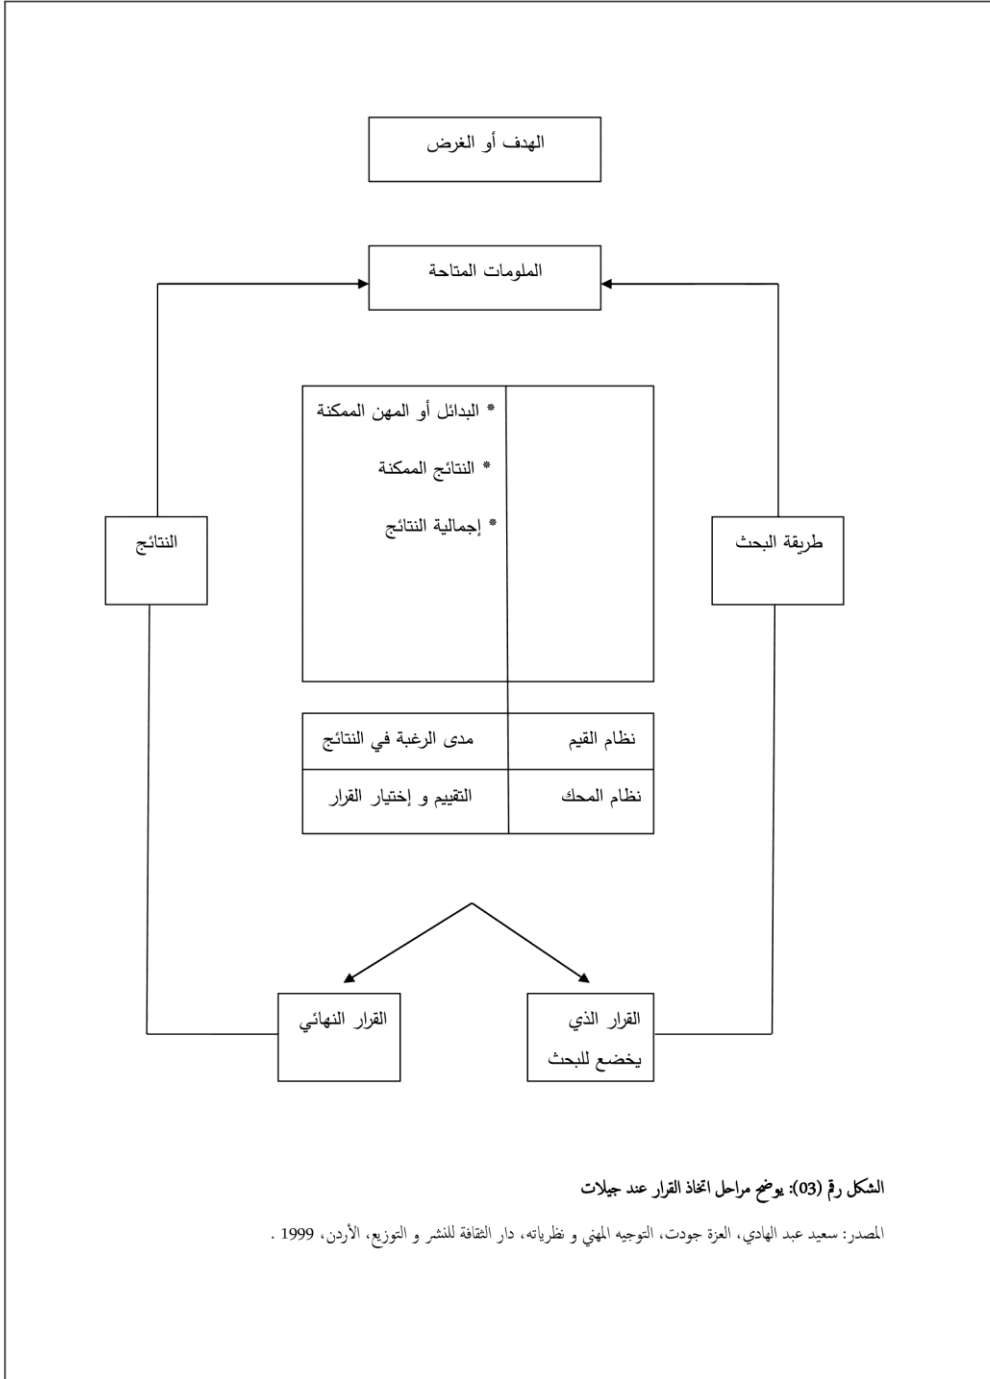 الهدف أو الغرض
الملومات المتاحة
* البدائل أو المهن الممكنة
* النتائج الممكنة
* إجمالية النتائج
طريقة البحث
النتائج
نظام القيم
مدى الرغبة في النتائج
نظام المحك
التقييم و إختيار القرار
القرار الذي
يخضع للبحث
القرار النهائي
الشكل رقم (03): يوضح مراحل اتخاذ القرار عند جيلات
المصدر: سعيد عبد الهادي، العزة جودت، التوجيه المهني و نظرياته، دار الثقافة للنشر و التوزيع، الأردن، 1999 .